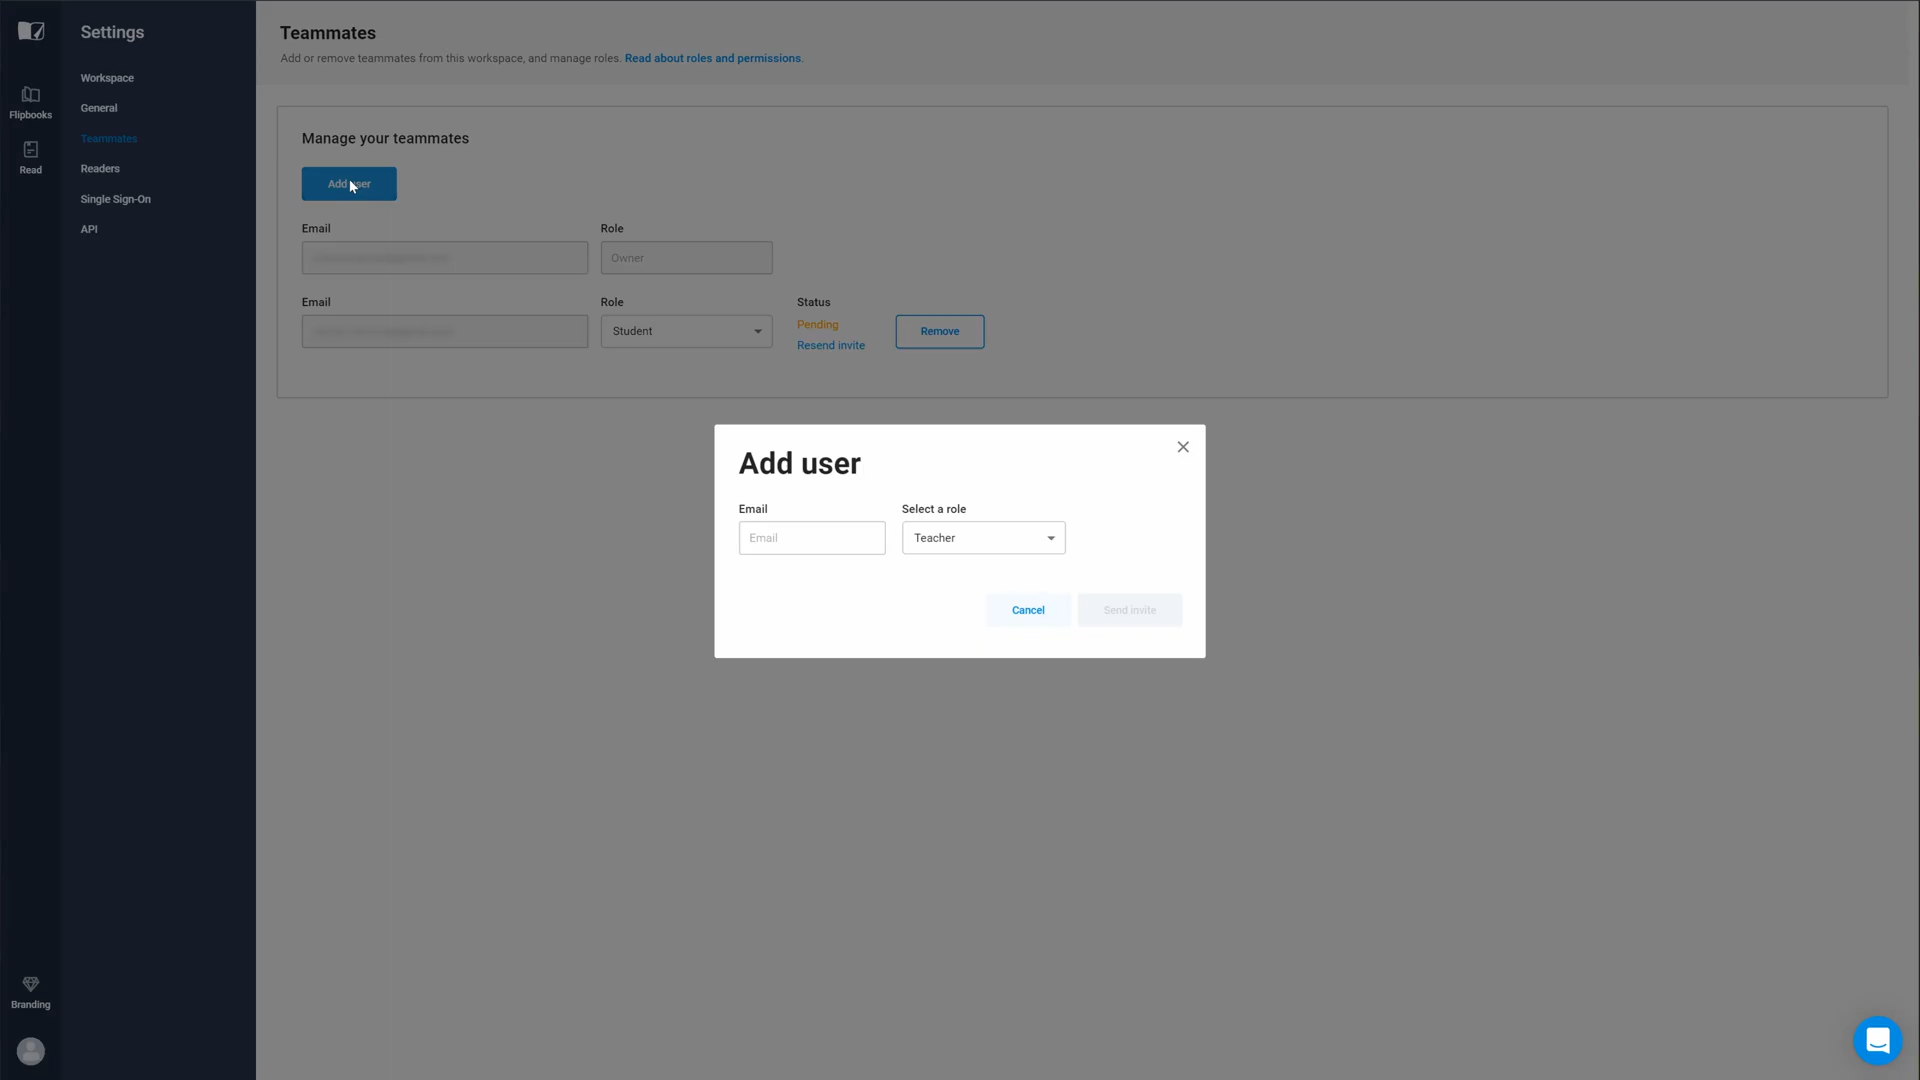 Settings
Workspace
General
Teammates
Readers
Single Sign-On
API
Flipbooks
Read
Branding
Teammates
Add or remove teammates from this workspace, and manage roles. Read about roles and permissions.
Manage your teammates
Add user
Email
Role
Owner
Email
Role
Status
Student
Pending
Resend invite
Remove
Add user
Email
Select a role
Email
Teacher
Cancel
Send invite